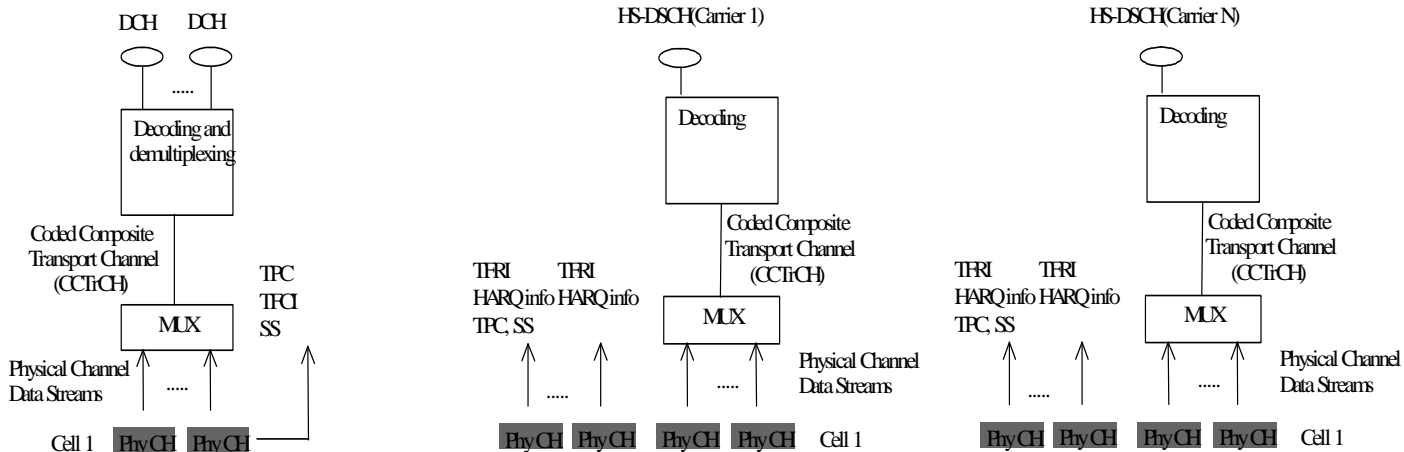 DCH DCH
.....
Decoding and
demultiplexing
Coded Composite
Transport Channel
(CCTrCH)
TPC
TFCI
SS
MUX
Physical Channel
Data Streams
.....
Cell 1 Phy CH Phy CH
HS-DSCH(Carrier 1)
Decoding
Coded Composite
Transport Channel
(CCTrCH)
TFRI TFRI
HARQ info HARQ info
TPC, SS
MUX
Physical Channel
Data Streams
..... .....
Phy CH Phy CH Phy CH Phy CH Cell 1
HS-DSCH(Carrier N)
Decoding
Coded Composite
Transport Channel
(CCTrCH)
TFRI TFRI
HARQ info HARQ info
TPC, SS
MUX
Physical Channel
Data Streams
..... .....
Phy CH Phy CH Phy CH Phy CH Cell 1